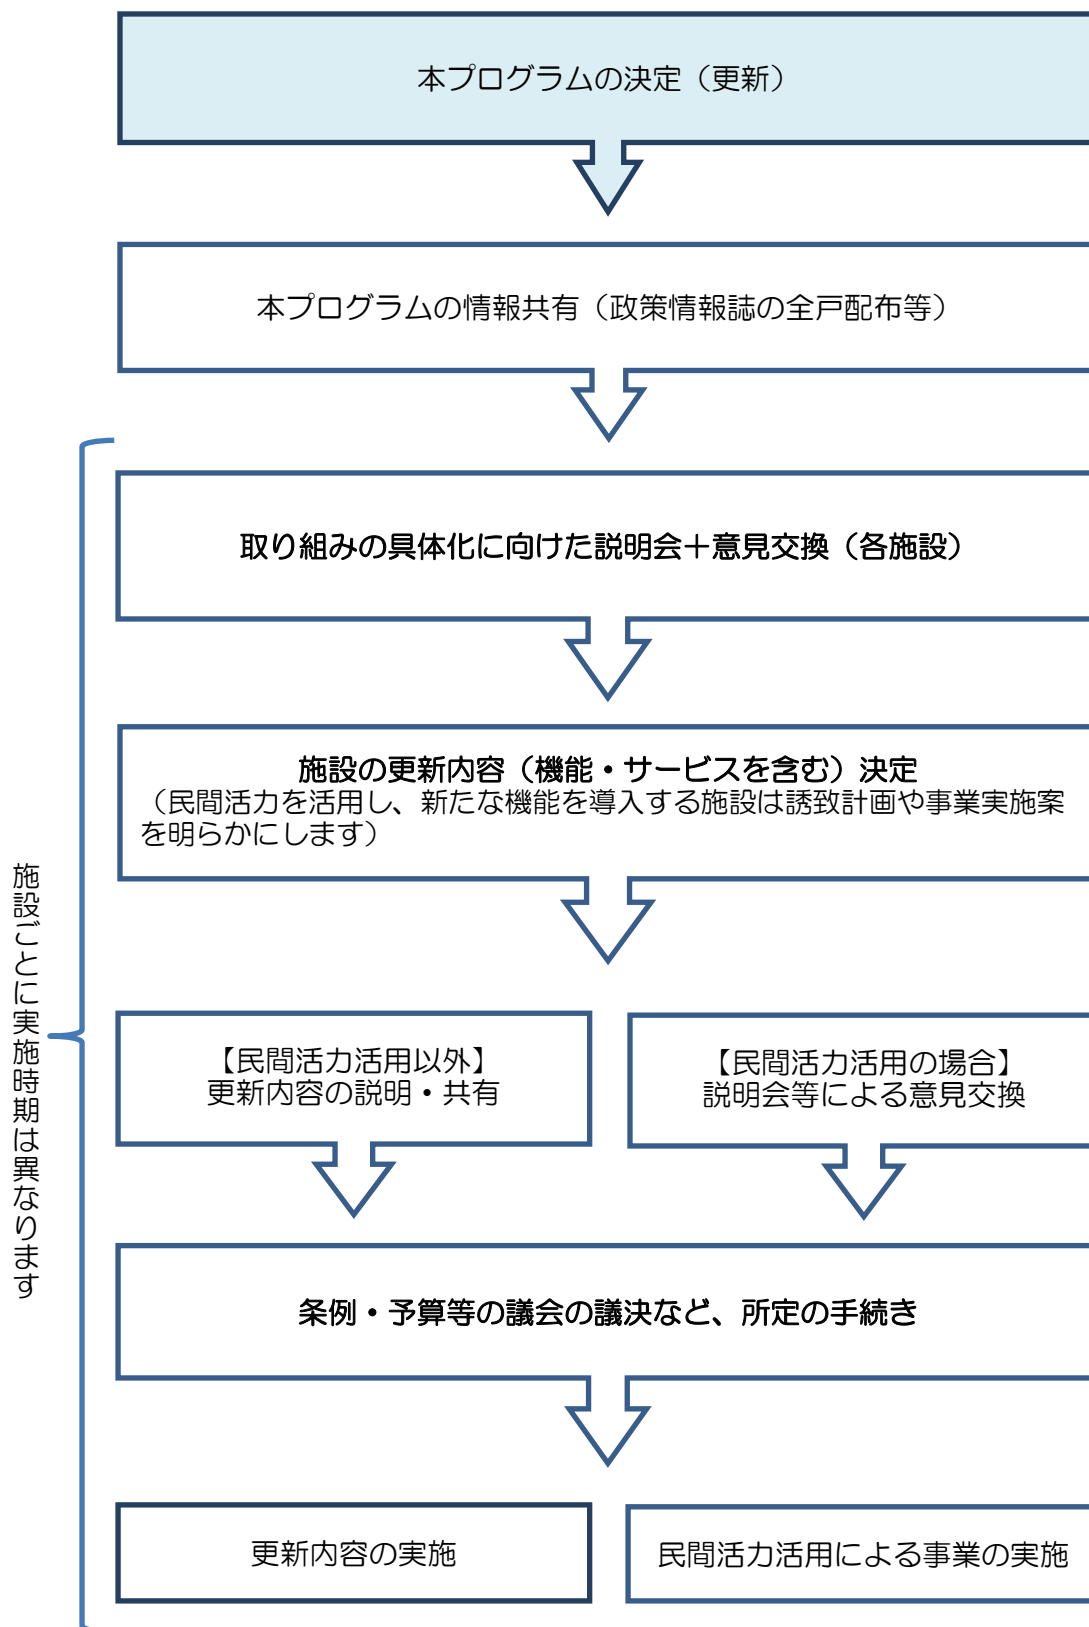 本プログラムの決定（更新）
本プログラムの情報共有（政策情報誌の全戸配布等）
取り組みの具体化に向けた説明会＋意見交換（各施設）
施設の更新内容（機能・サービスを含む）決定
（民間活力を活用し、新たな機能を導入する施設は誘致計画や事業実施案
を明らかにします）
施設ごとに実施時期は異なります
【民間活力活用以外】
更新内容の説明・共有
【民間活力活用の場合】
説明会等による意見交換
条例・予算等の議会の議決など、所定の手続き
更新内容の実施
民間活力活用による事業の実施